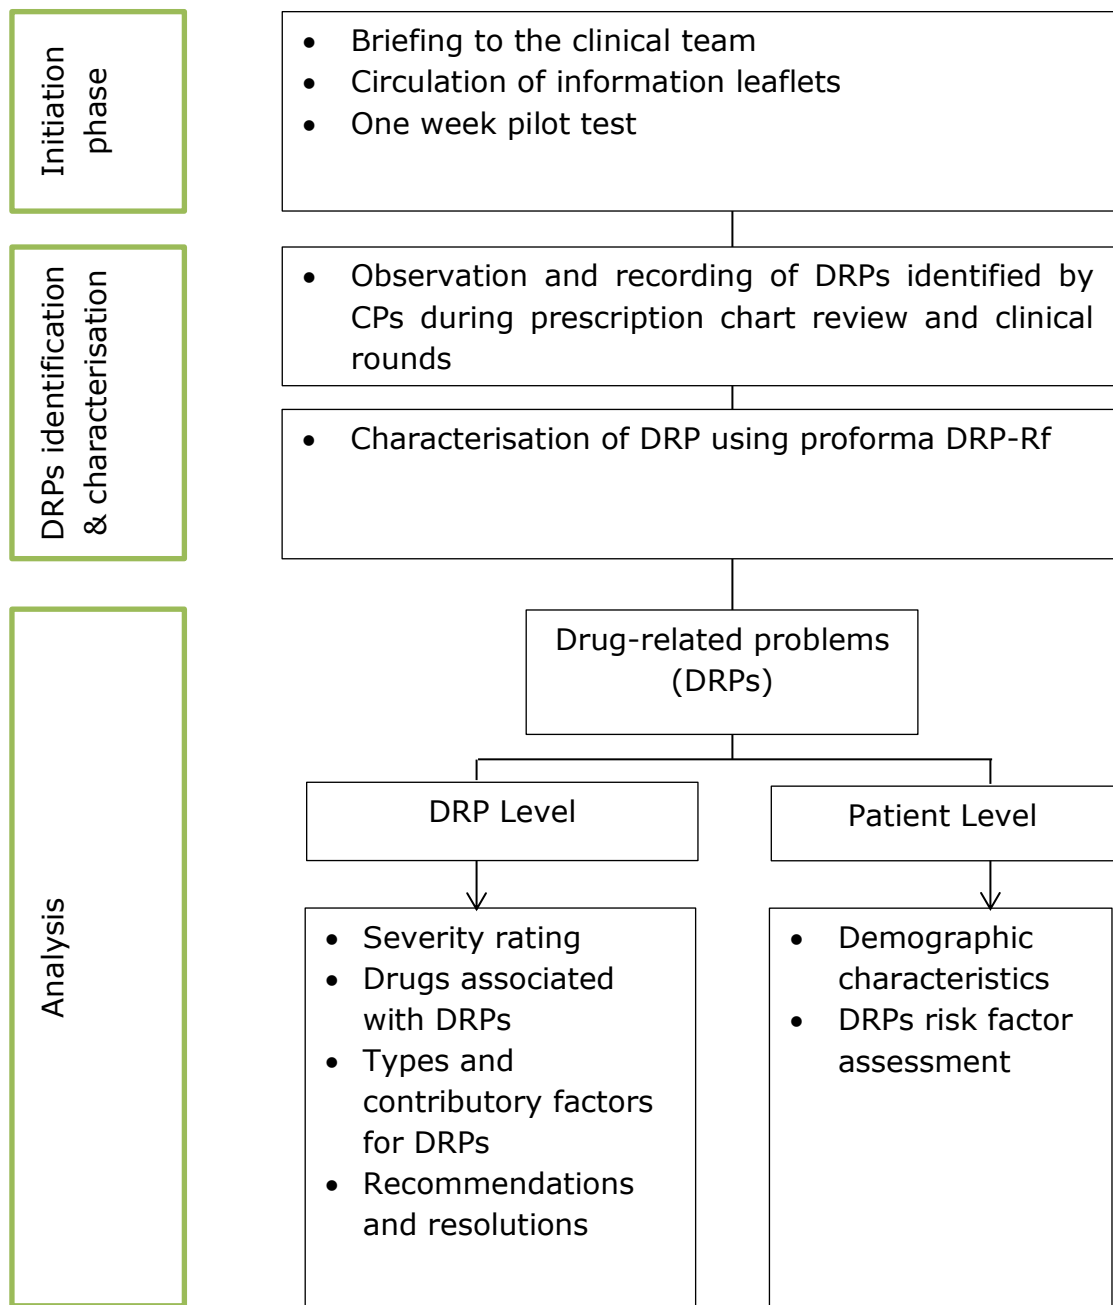 Initiation
phase
• Briefing to the clinical team
• Circulation of information leaflets
• One week pilot test
DRPs identification
& characterisation
• Observation and recording of DRPs identified by
CPs during prescription chart review and clinical
rounds
• Characterisation of DRP using proforma DRP-Rf
Analysis
Drug-related problems
(DRPs)
DRP Level
Patient Level
• Severity rating
• Drugs associated
with DRPs
• Types and
contributory factors
for DRPs
• Recommendations
and resolutions
• Demographic
characteristics
• DRPs risk factor
assessment